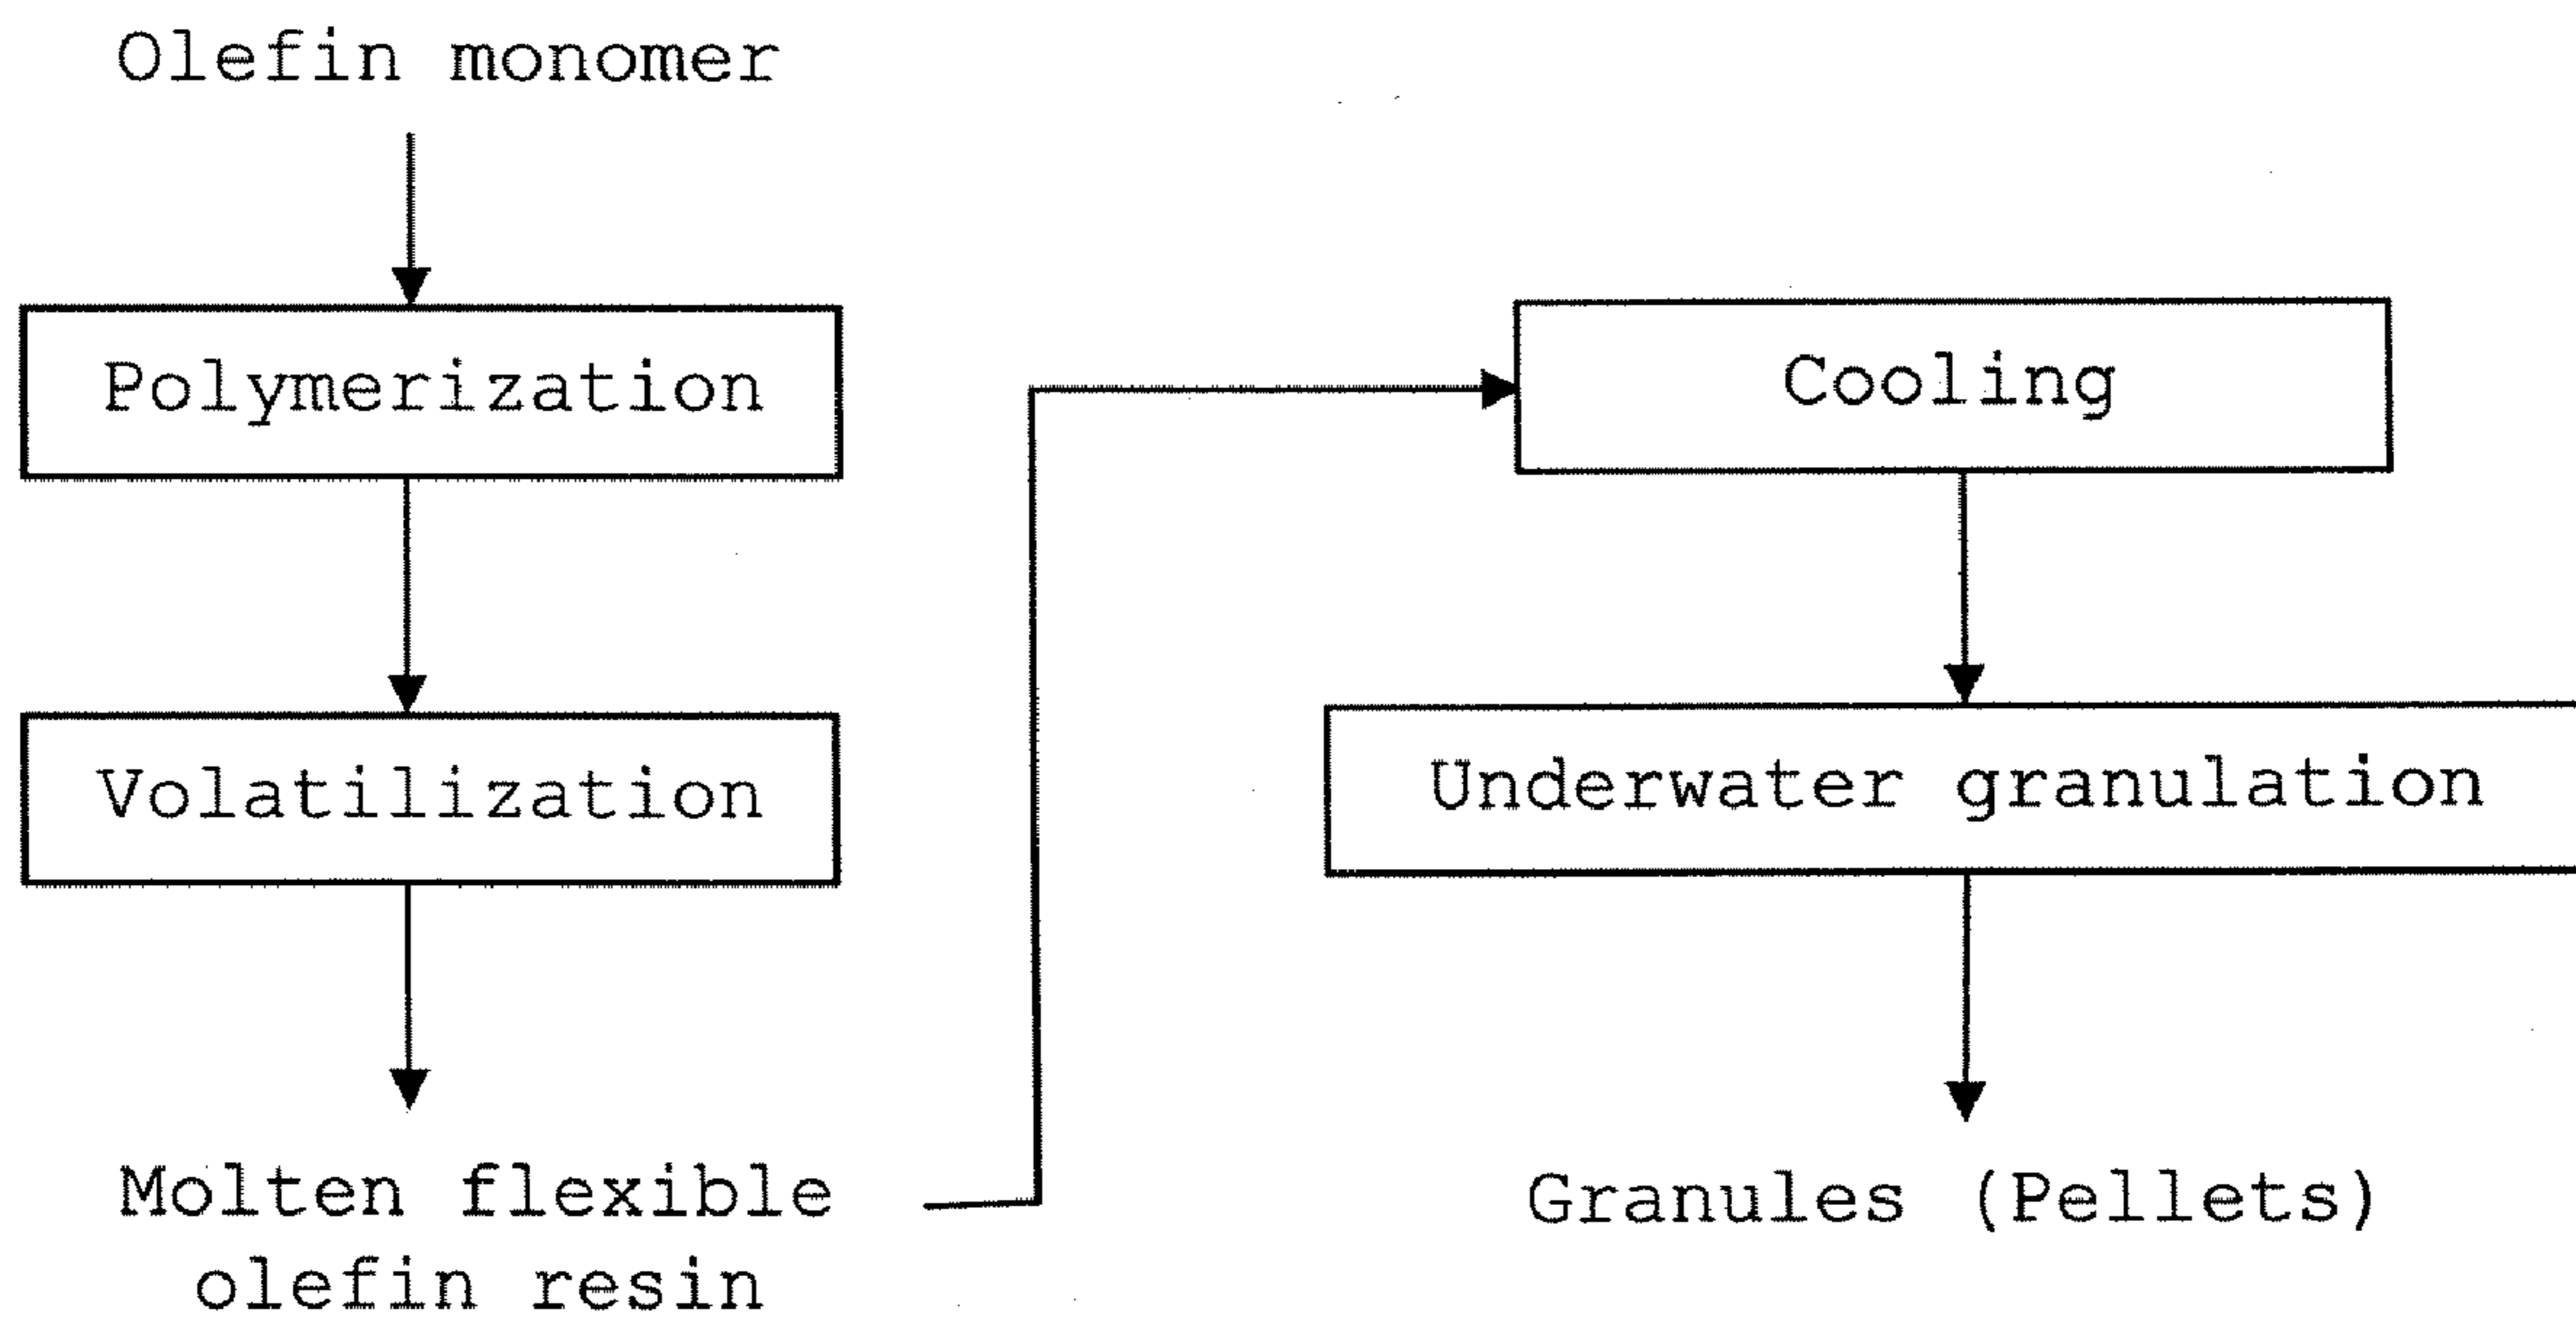 Olefin monomer
Polymerization
Volatilization
Molten flexible
olefin resin
Cooling
Underwater granulation
Granules (Pellets)